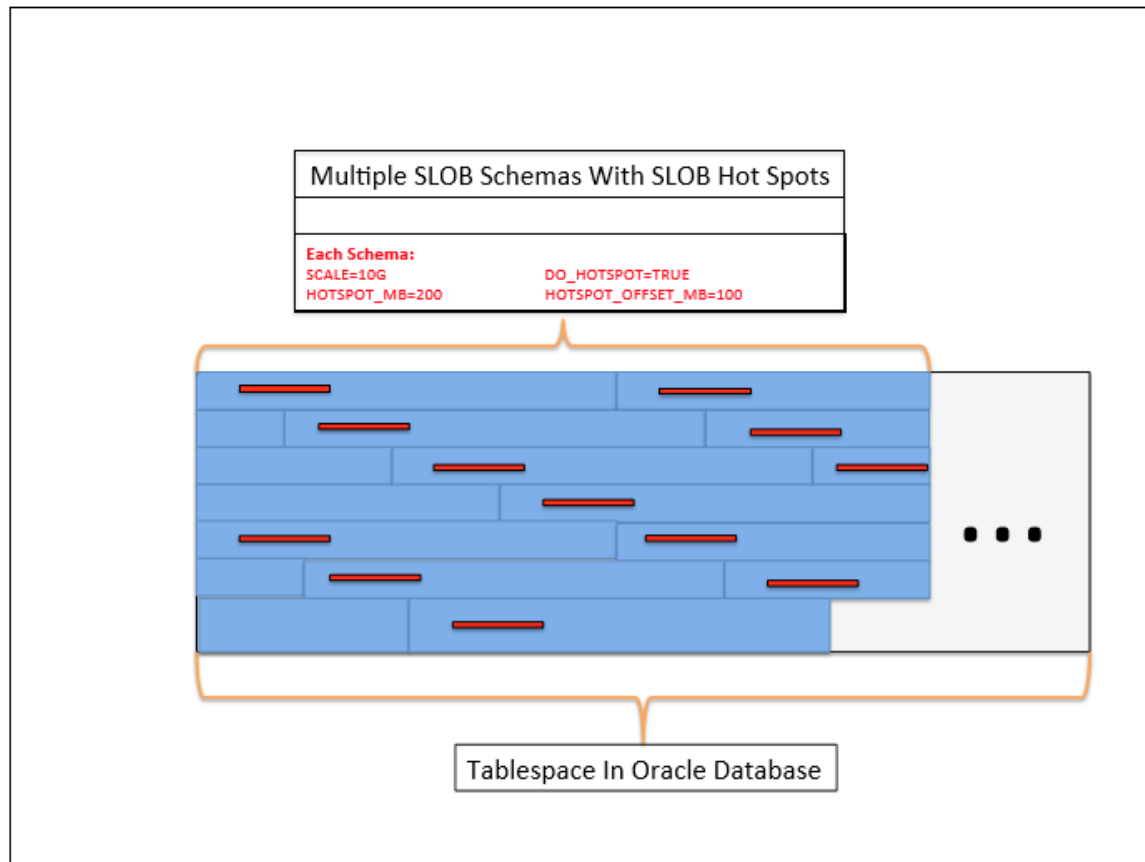 Multiple SLOB Schemas With SLOB Hot Spots
Each Schema:
SCALE=10G DO_HOTSPOT=TRUE
HOTSPOT_MB=200 HOTSPOT_OFFSET_MB=100
Tablespace In Oracle Database